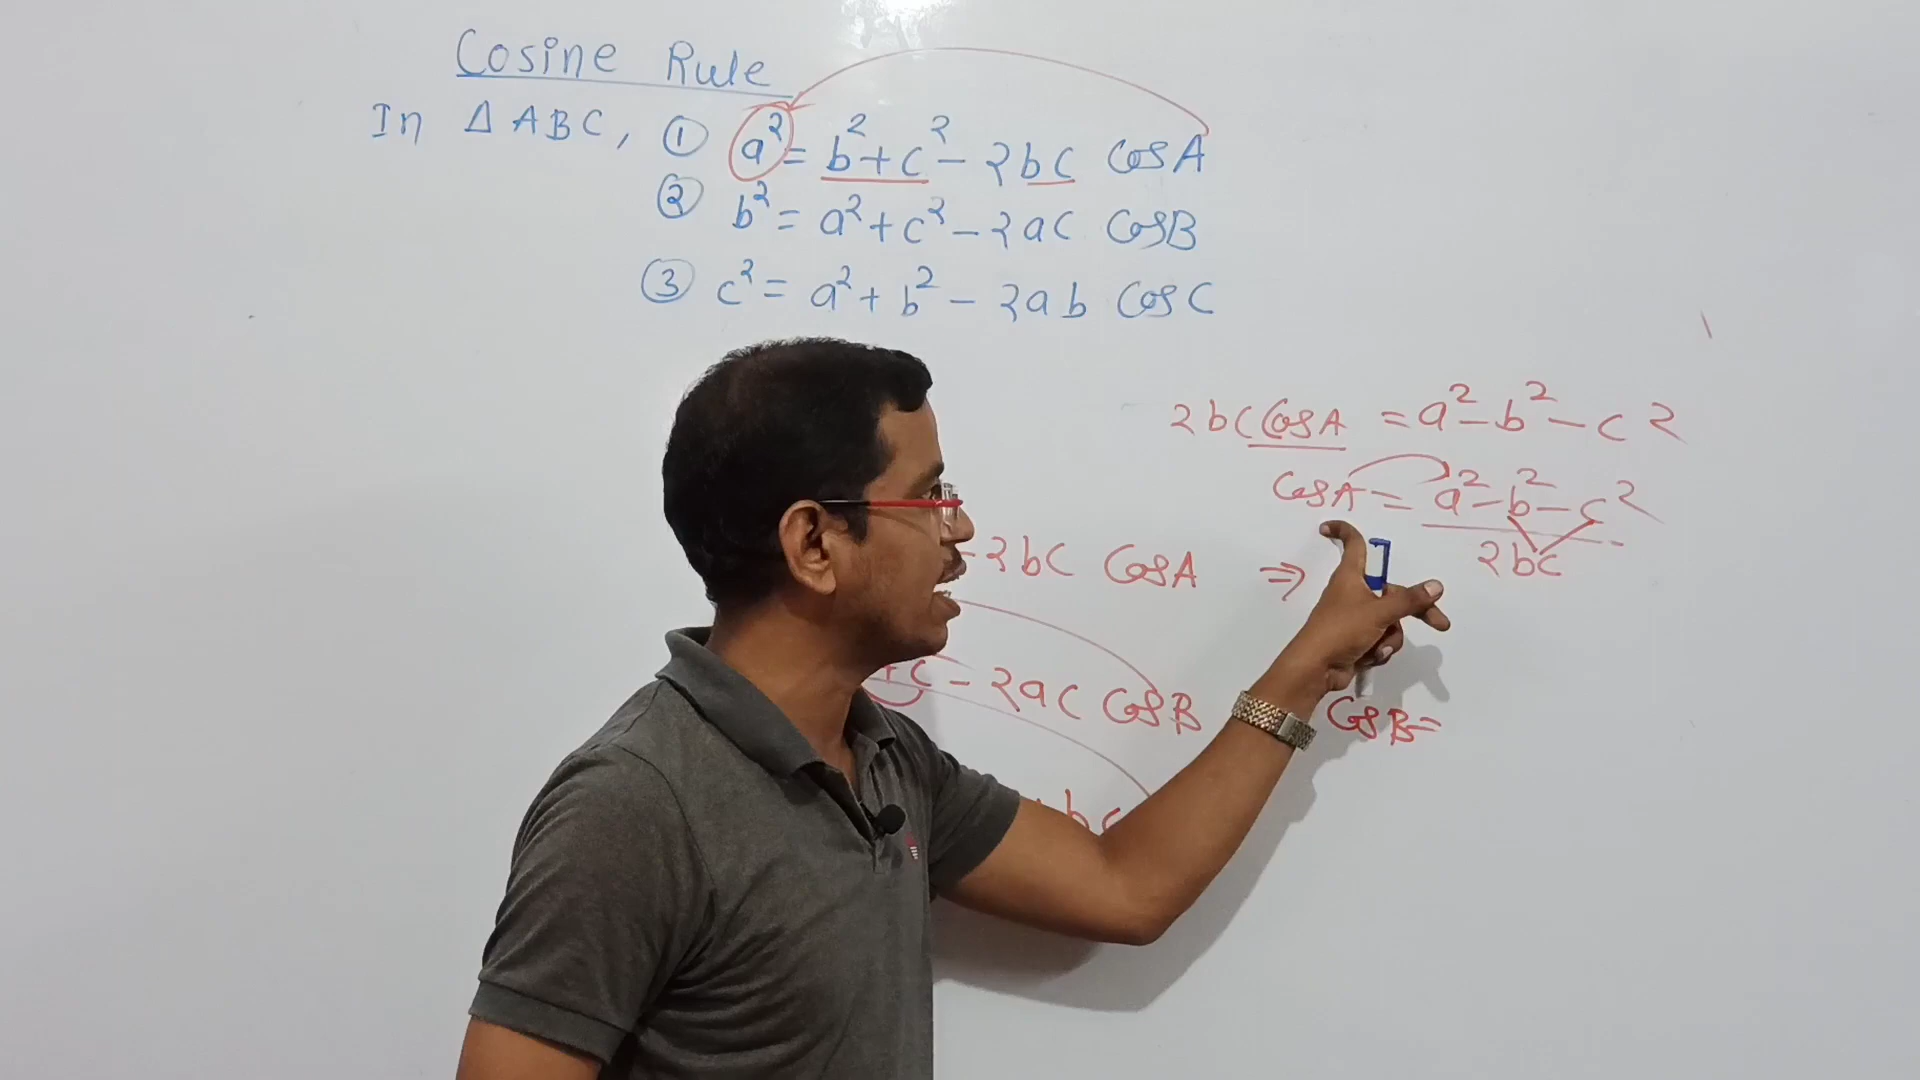 Cosine Rule
In Δ ABC, ① a² = b² + c² - 2bc CosA
② b² = a² + c² - 2ac CosB
③ c² = a² + b² - 2ab CosC
2bc CosA = a² - b² - c²
CosA = a² - b² - c²
2bc
- 2bc CosA ⇒
+ c - 2ac CosB
CosB =